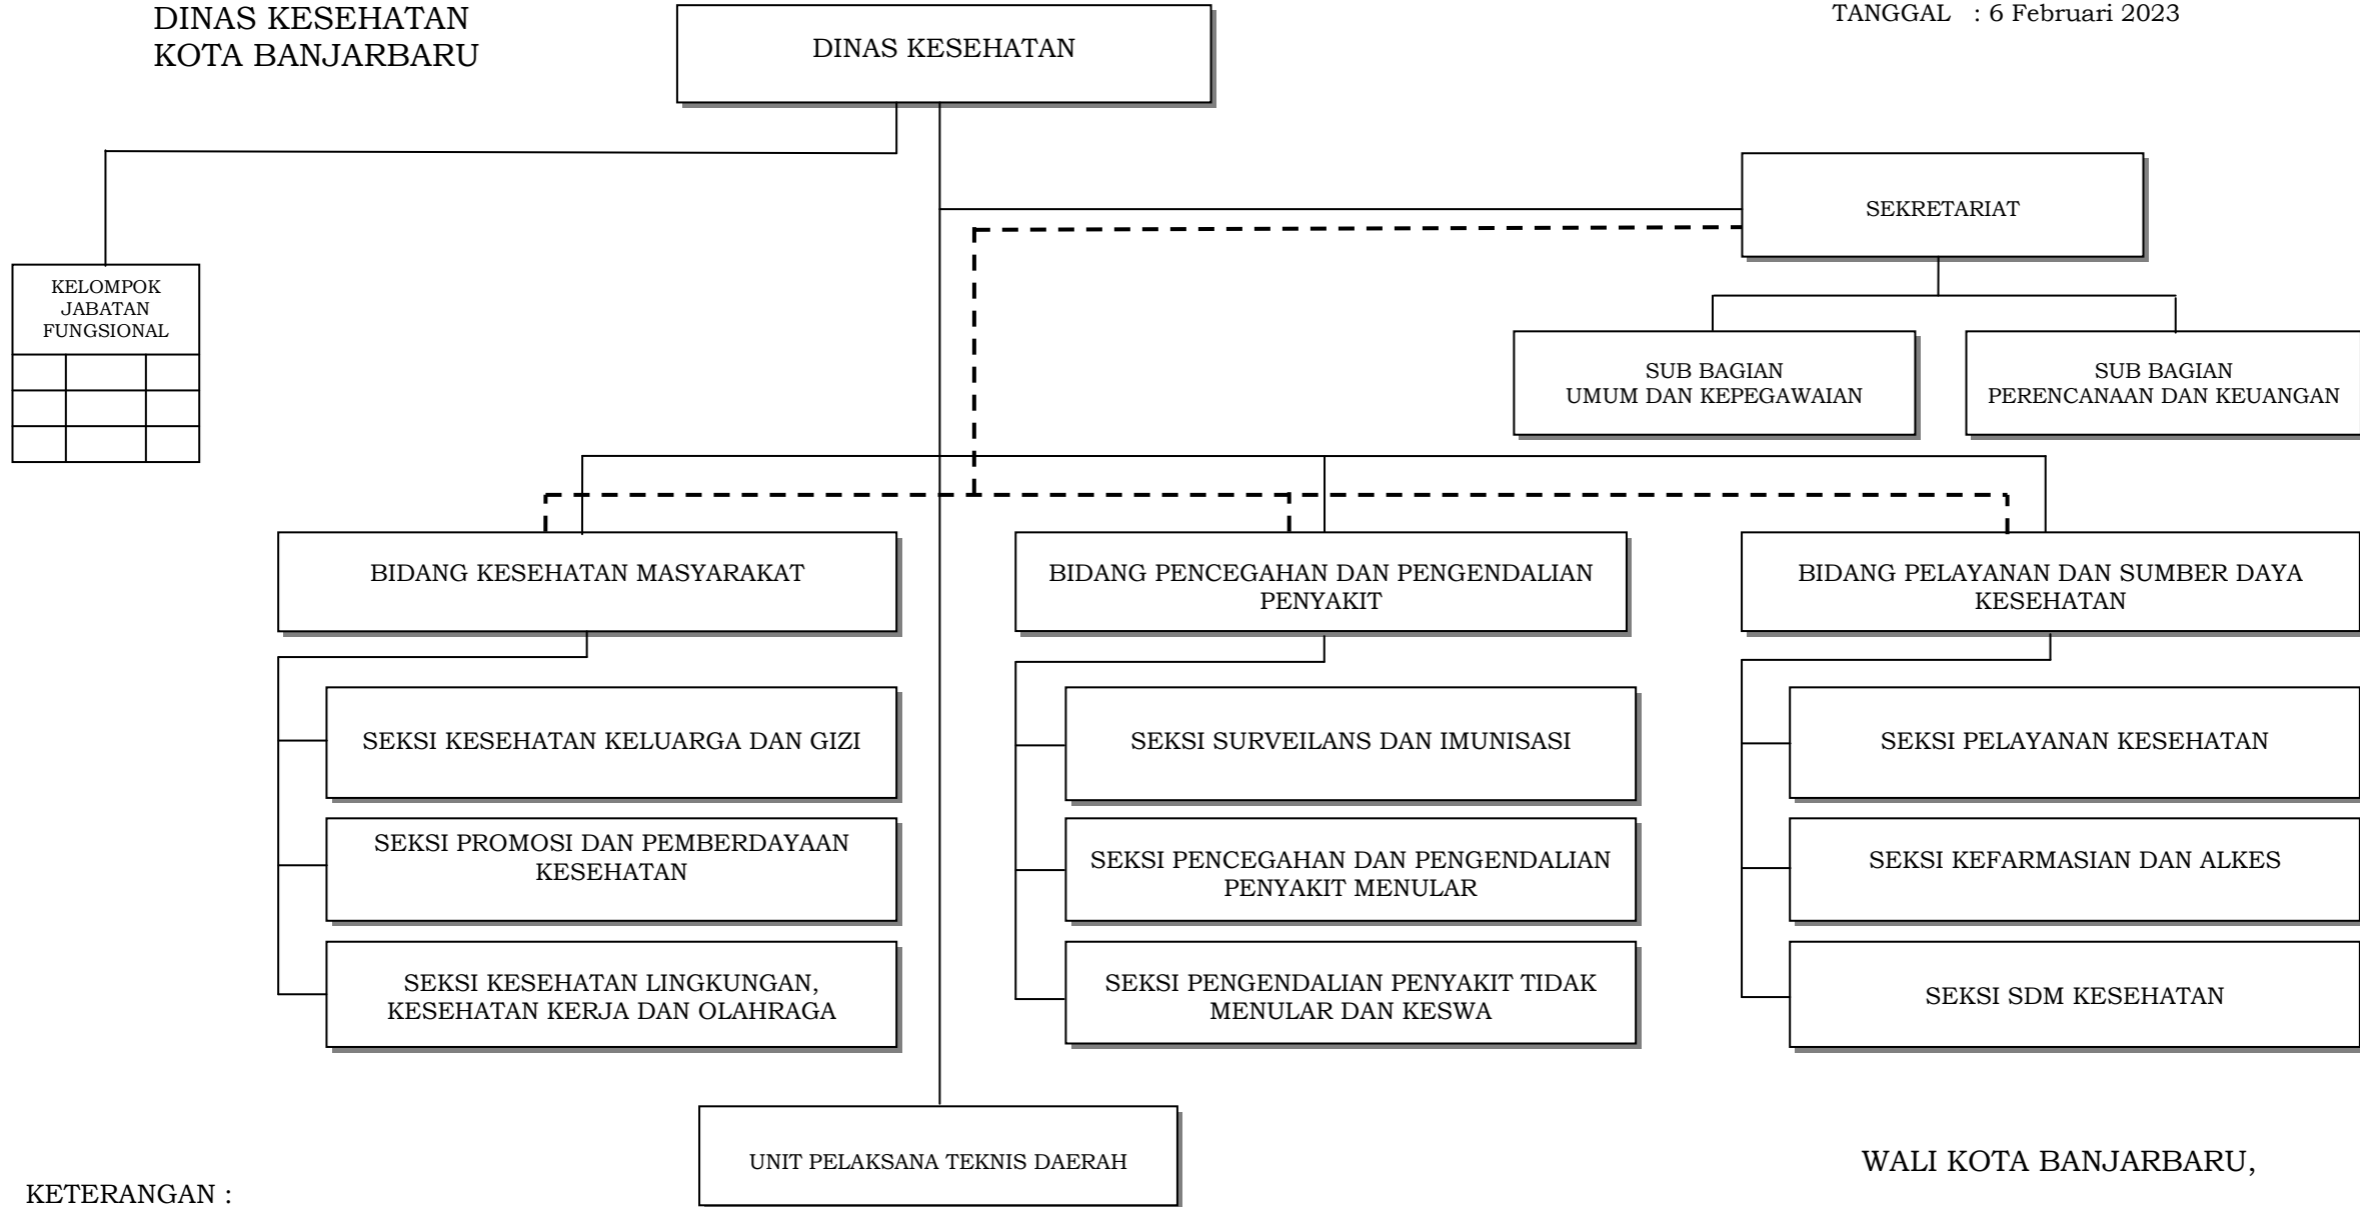 DINAS KESEHATAN
KOTA BANJARBARU
DINAS KESEHATAN
TANGGAL : 6 Februari 2023
SEKRETARIAT
KELOMPOK
JABATAN
FUNGSIONAL
SUB BAGIAN
UMUM DAN KEPEGAWAIAN
SUB BAGIAN
PERENCANAAN DAN KEUANGAN
BIDANG KESEHATAN MASYARAKAT
BIDANG PENCEGAHAN DAN PENGENDALIAN
PENYAKIT
BIDANG PELAYANAN DAN SUMBER DAYA
KESEHATAN
SEKSI KESEHATAN KELUARGA DAN GIZI
SEKSI PROMOSI DAN PEMBERDAYAAN
KESEHATAN
SEKSI KESEHATAN LINGKUNGAN,
KESEHATAN KERJA DAN OLAHRAGA
SEKSI SURVEILANS DAN IMUNISASI
SEKSI PENCEGAHAN DAN PENGENDALIAN
PENYAKIT MENULAR
SEKSI PENGENDALIAN PENYAKIT TIDAK
MENULAR DAN KESWA
SEKSI PELAYANAN KESEHATAN
SEKSI KEFARMASIAN DAN ALKES
SEKSI SDM KESEHATAN
UNIT PELAKSANA TEKNIS DAERAH
WALI KOTA BANJARBARU,
KETERANGAN :